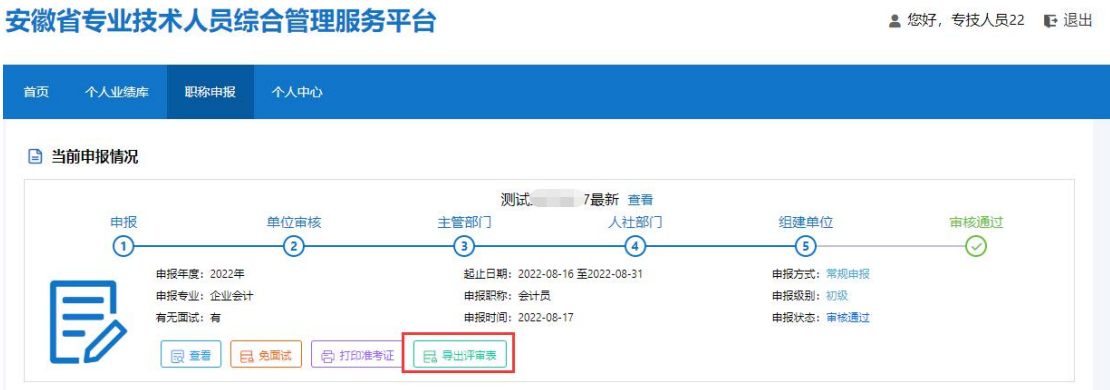 安徽省专业技术人员综合管理服务平台
您好，专技人员22 退出
首页 个人业绩库 职称申报 个人中心
当前申报情况
测试 7最新 查看
申报 单位审核 主管部门 人社部门 组建单位 审核通过
1 2 3 4 5
申报年度：2022年 起止日期：2022-08-16 至2022-08-31 申报方式：常规申报
申报专业：企业会计 申报职称：会计员 申报级别：初级
有无面试：有 申报时间：2022-08-17 申报状态：审核通过
查看 免面试 打印准考证 导出评审表